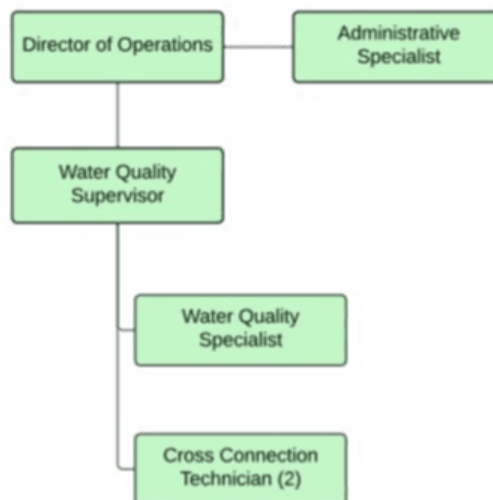 Director of Operations
Administrative
Specialist
Water Quality
Supervisor
Water Quality
Specialist
Cross Connection
Technician (2)